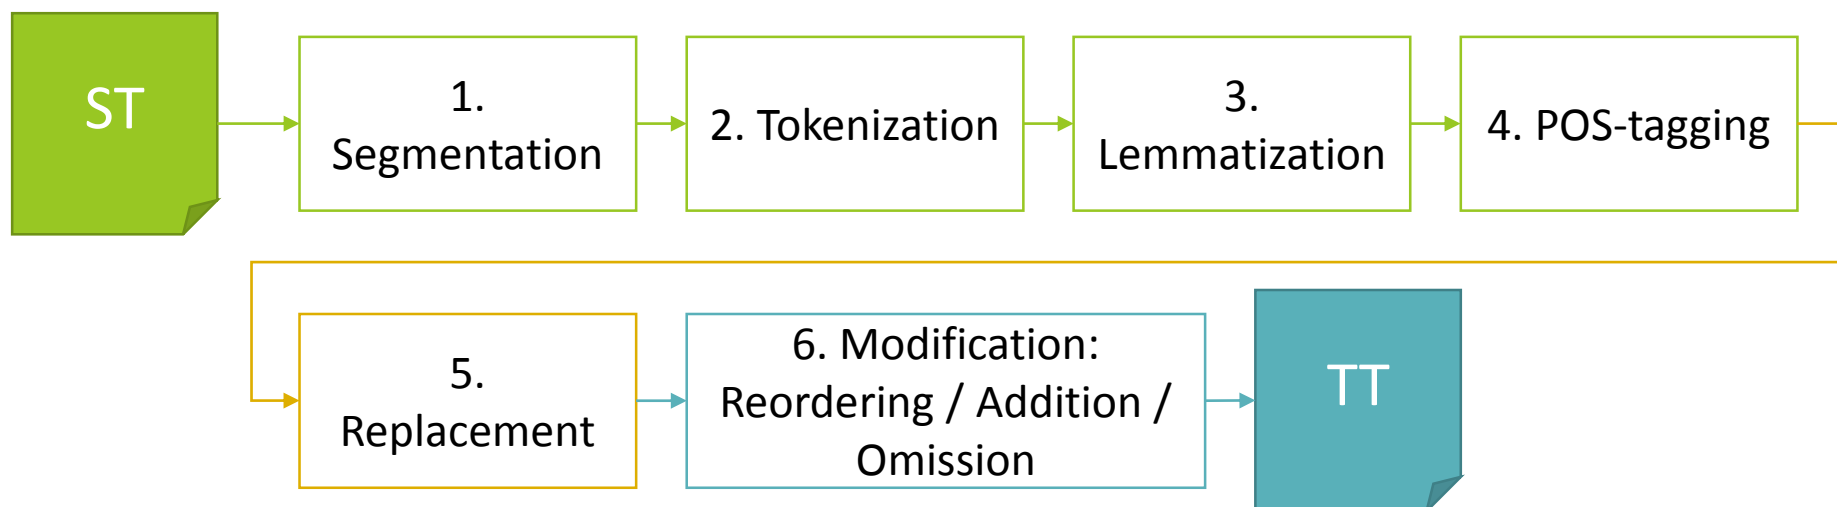 ST
1.
Segmentation
2. Tokenization
3.
Lemmatization
4. POS-tagging
5.
Replacement
6. Modification:
Reordering / Addition /
Omission
TT